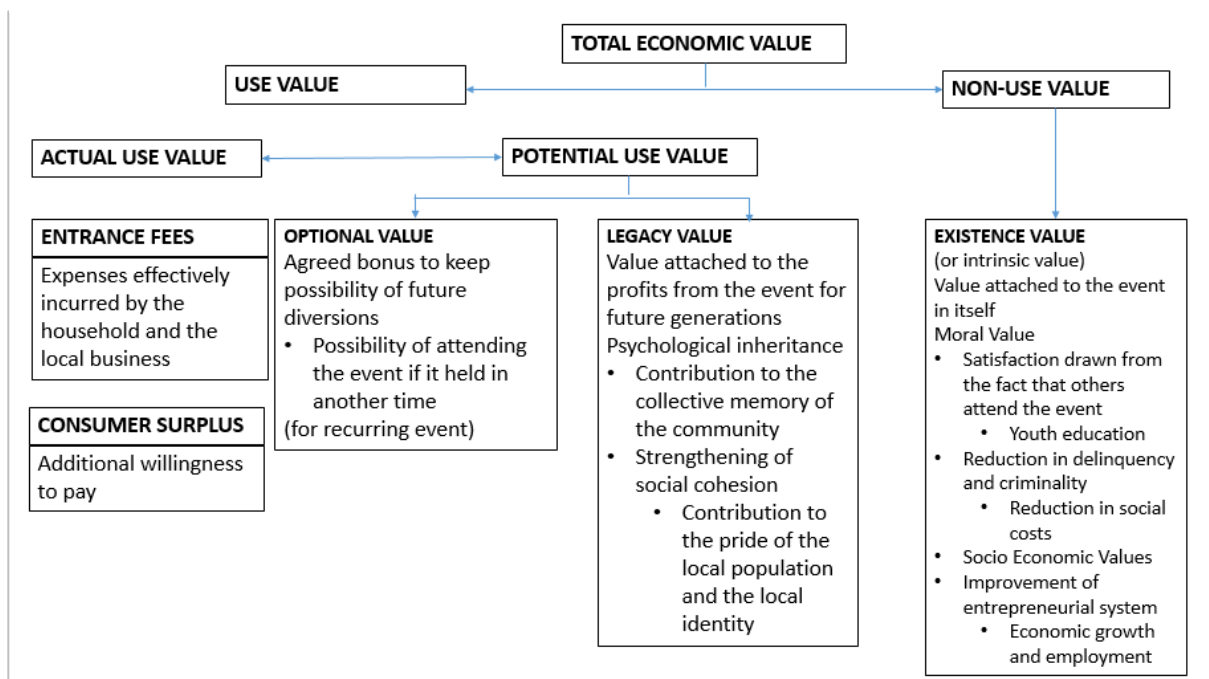 TOTAL ECONOMIC VALUE
USE VALUE
NON-USE VALUE
ACTUAL USE VALUE
POTENTIAL USE VALUE
ENTRANCE FEES
Expenses effectively
incurred by the
household and the
local business
CONSUMER SURPLUS
Additional willingness
to pay
OPTIONAL VALUE
Agreed bonus to keep
possibility of future
diversions
• Possibility of attending
the event if it held in
another time
(for recurring event)
LEGACY VALUE
Value attached to the
profits from the event for
future generations
Psychological inheritance
• Contribution to the
collective memory of
the community
• Strengthening of
social cohesion
• Contribution to
the pride of the
local population
and the local
identity
EXISTENCE VALUE
(or intrinsic value)
Value attached to the event
in itself
Moral Value
• Satisfaction drawn from
the fact that others
attend the event
• Youth education
• Reduction in delinquency
and criminality
• Reduction in social
costs
• Socio Economic Values
• Improvement of
entrepreneurial system
• Economic growth
and employment